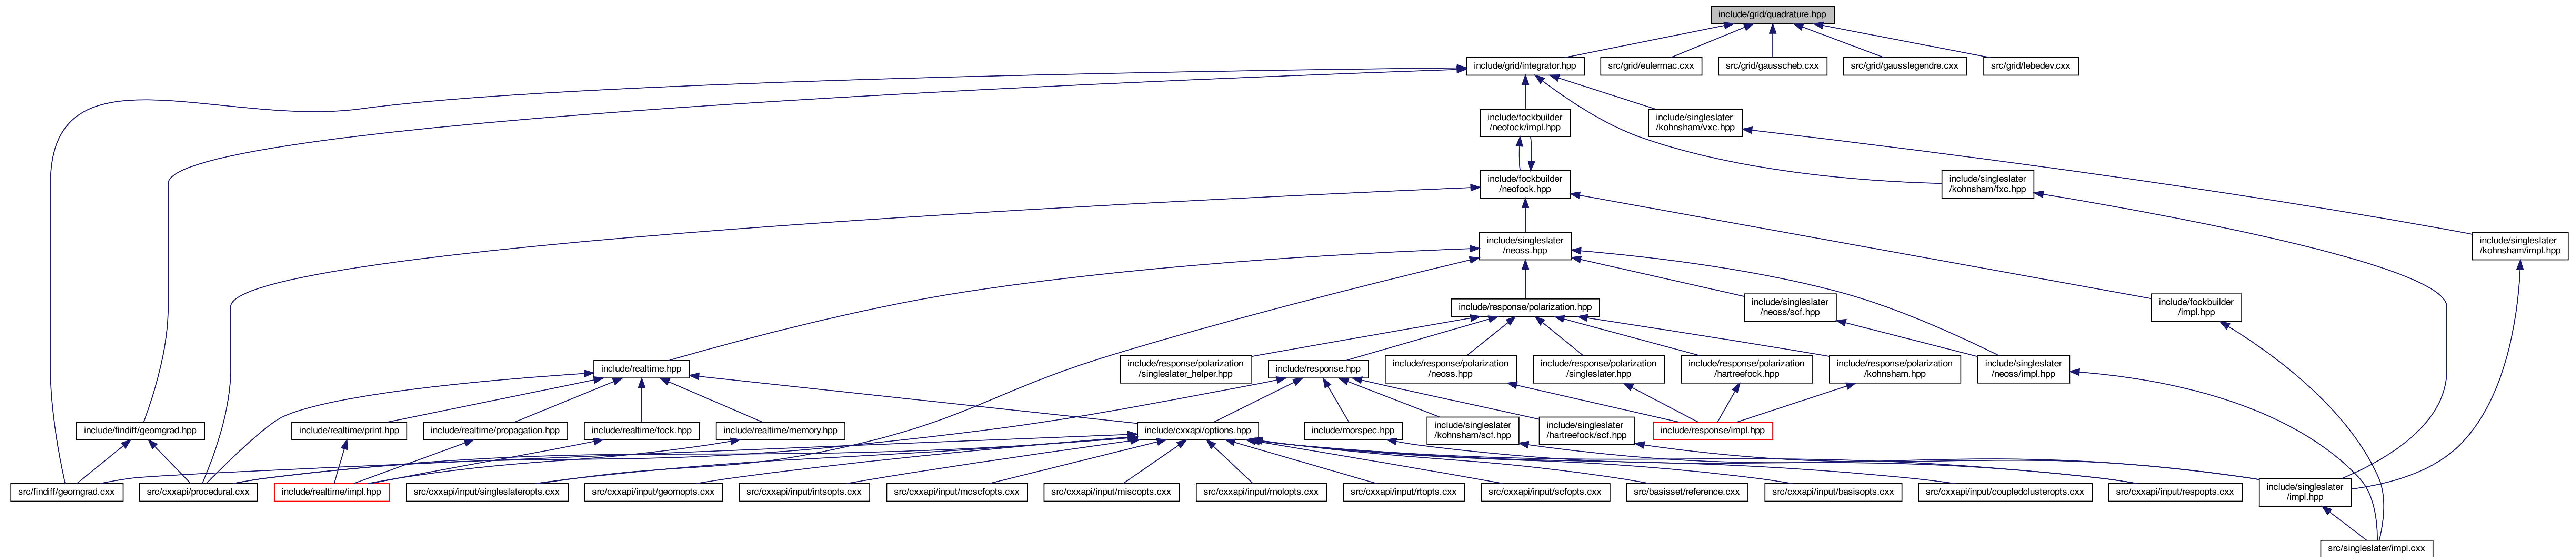 include/grid/quadrature.hpp
include/grid/integrator.hpp
src/grid/eulermac.cxx
src/grid/gausscheb.cxx
src/grid/gausslegendre.cxx
src/grid/lebedev.cxx
include/fockbuilder
/neofock/impl.hpp
include/singleslater
/kohnsham/vxc.hpp
include/fockbuilder
/neofock.hpp
include/singleslater
/kohnsham/fxc.hpp
include/singleslater
/neoss.hpp
include/singleslater
/kohnsham/impl.hpp
include/response/polarization.hpp
include/singleslater
/neoss/scf.hpp
include/fockbuilder
/impl.hpp
include/realtime.hpp
include/response/polarization
/singleslater_helper.hpp
include/response.hpp
include/response/polarization
/neoss.hpp
include/response/polarization
/singleslater.hpp
include/response/polarization
/hartreefock.hpp
include/response/polarization
/kohnsham.hpp
include/singleslater
/neoss/impl.hpp
include/findiff/geomgrad.hpp
include/realtime/print.hpp
include/realtime/propagation.hpp
include/realtime/fock.hpp
include/realtime/memory.hpp
include/cxxapi/options.hpp
include/morspec.hpp
include/singleslater
/kohnsham/scf.hpp
include/singleslater
/hartreefock/scf.hpp
include/response/impl.hpp
src/findiff/geomgrad.cxx
src/cxxapi/procedural.cxx
include/realtime/impl.hpp
src/cxxapi/input/singleslateropts.cxx
src/cxxapi/input/geomopts.cxx
src/cxxapi/input/intsopts.cxx
src/cxxapi/input/mcscfopts.cxx
src/cxxapi/input/miscopts.cxx
src/cxxapi/input/molopts.cxx
src/cxxapi/input/rtopts.cxx
src/cxxapi/input/scfopts.cxx
src/basisset/reference.cxx
src/cxxapi/input/basisopts.cxx
src/cxxapi/input/coupledclusteropts.cxx
src/cxxapi/input/respopts.cxx
include/singleslater
/impl.hpp
src/singleslater/impl.cxx